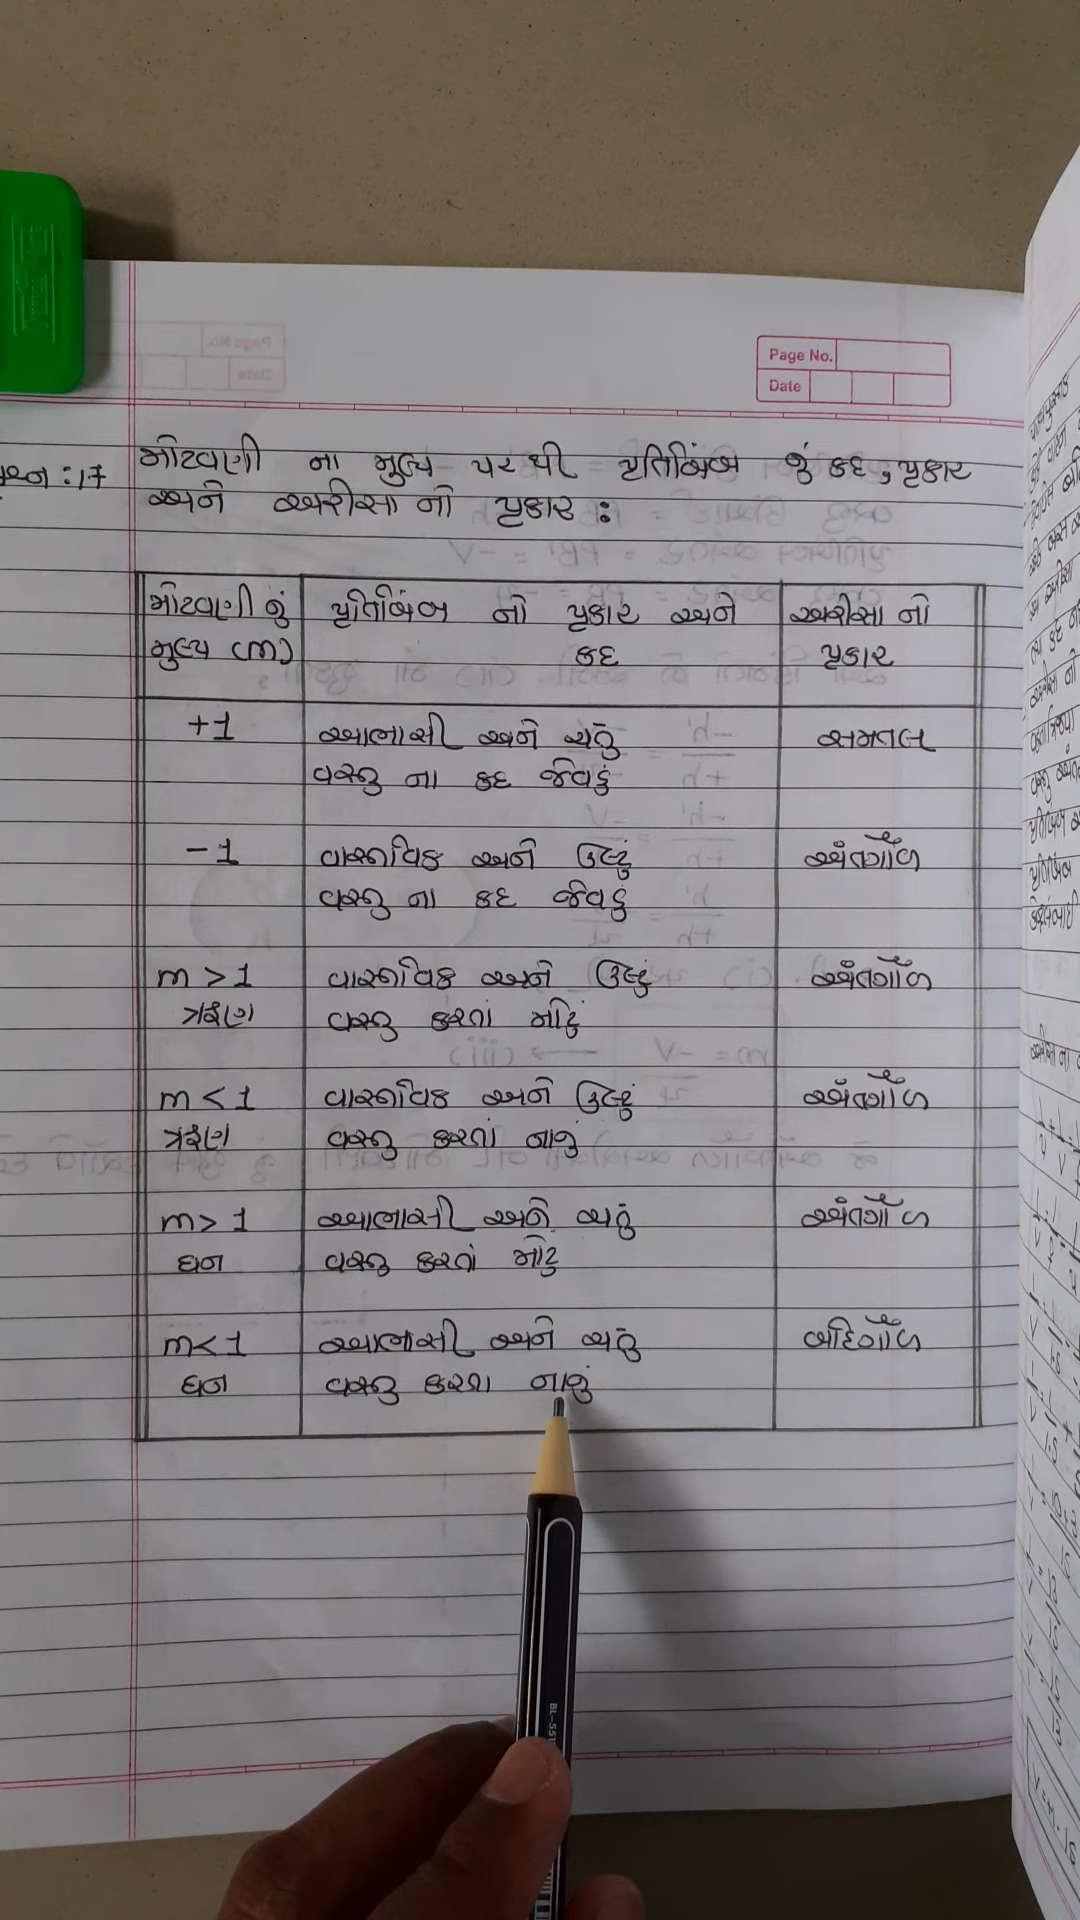 Page No.
Date
પ્રશ્ન : 17
મોટવણી ના મુલ્ય પર થી પ્રતિબિંબ નું કદ, પ્રકાર
અને અરીસા નો પ્રકાર :
મોટવણી નું પ્રતિબિંબ નો પ્રકાર અને અરીસા નો
મુલ્ય (m) કદ પ્રકાર
+1 આભાસી અને ચતું સમતલ
વસ્તુ ના કદ જેવડું
-1 વાસ્તવિક અને ઉલ્ટું અંતર્ગોળ
વસ્તુ ના કદ જેવડું
m > 1 વાસ્તવિક અને ઉલ્ટું અંતર્ગોળ
ત્રઋણ વસ્તુ કરતાં મોટું
m < 1 વાસ્તવિક અને ઉલ્ટું અંતર્ગોળ
ત્રઋણ વસ્તુ કરતાં નાનું
m > 1 આભાસી અને ચતું અંતર્ગોળ
ધન વસ્તુ કરતાં મોટુ
m < 1 આભાસી અને ચતું બહિર્ગોળ
ધન વસ્તુ કરતા નાનું